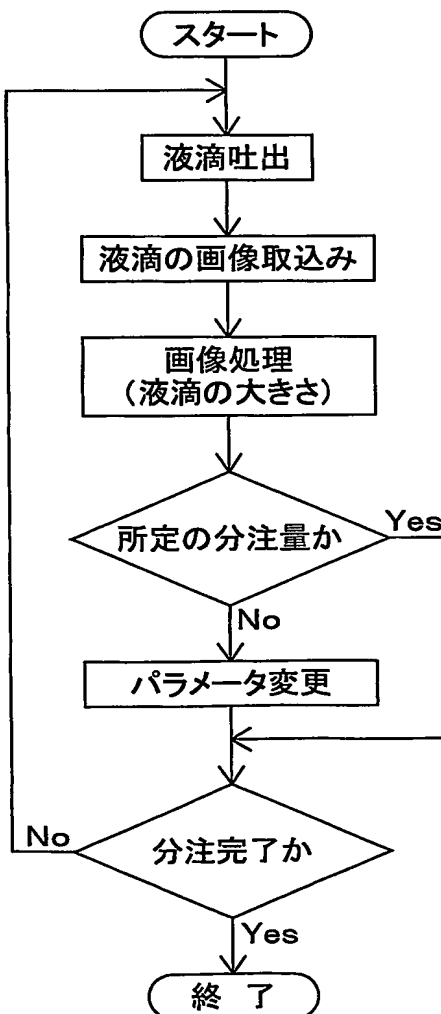 スタート
液滴吐出
液滴の画像取込み
画像処理
(液滴の大きさ)
所定の分注量か
Yes
No
パラメータ変更
No
分注完了か
Yes
終 了